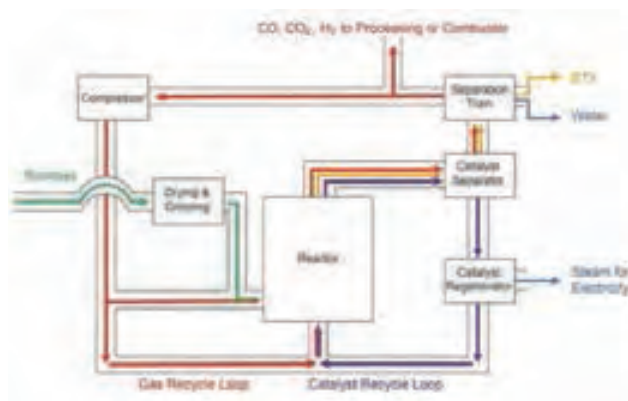 CO, CO₂, H₂ to Processing or Combustor
Compressor
Separation
Train
BTX
Water
Biomass
Drying &
Grinding
Catalyst
Separator
Reactor
Catalyst
Regenerator
Steam for
Electricity
Gas Recycle Loop
Catalyst Recycle Loop